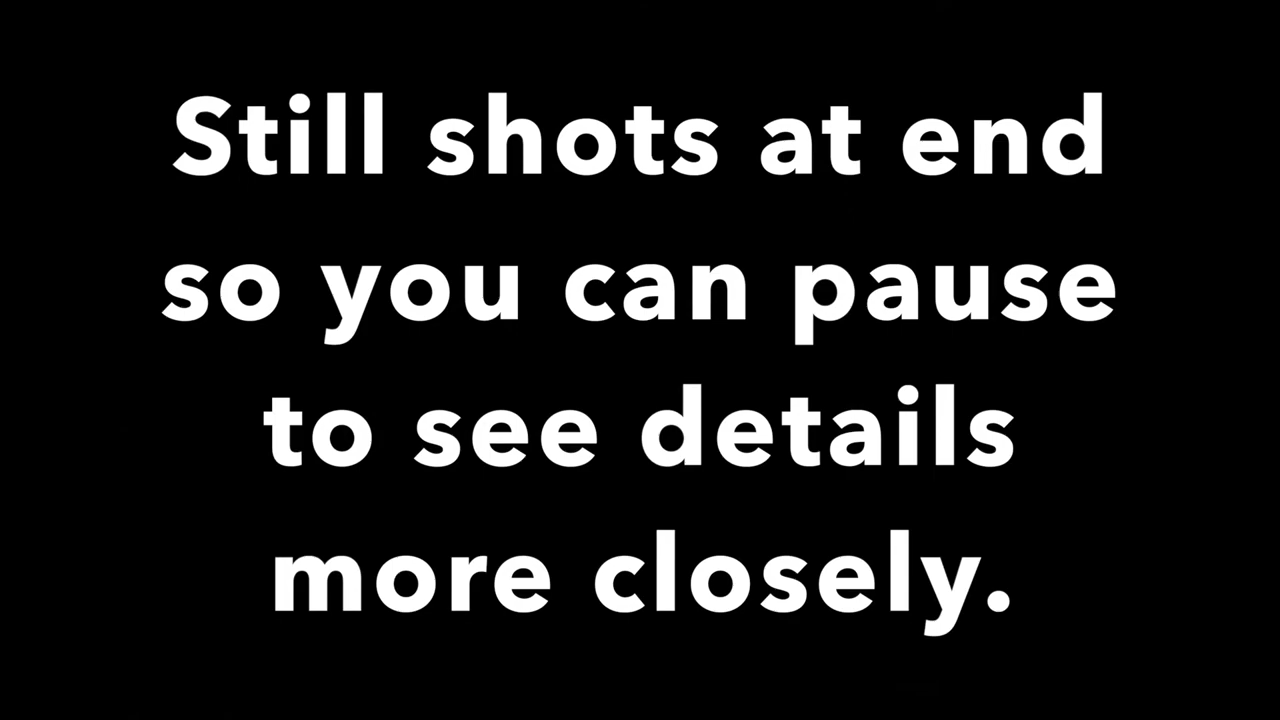 Still shots at end
so you can pause
to see details
more closely.